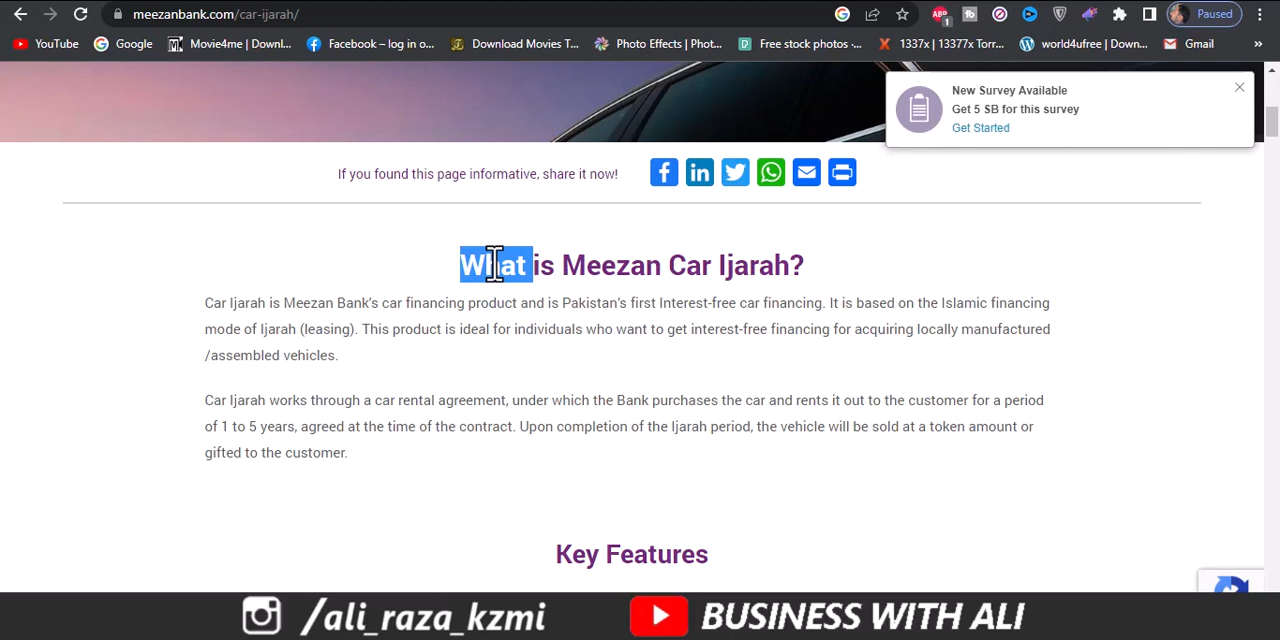 meezanbank.com/car-ijarah/
Paused
YouTube
Google
Movie4me | Downl...
Facebook – log in o...
Download Movies T...
Photo Effects | Phot...
Free stock photos -...
1337x | 13377x Torr...
world4ufree | Down...
Gmail
New Survey Available
Get 5 SB for this survey
Get Started
If you found this page informative, share it now!
What is Meezan Car Ijarah?
Car Ijarah is Meezan Bank's car financing product and is Pakistan's first Interest-free car financing. It is based on the Islamic financing
mode of Ijarah (leasing). This product is ideal for individuals who want to get interest-free financing for acquiring locally manufactured
/assembled vehicles.
Car Ijarah works through a car rental agreement, under which the Bank purchases the car and rents it out to the customer for a period
of 1 to 5 years, agreed at the time of the contract. Upon completion of the Ijarah period, the vehicle will be sold at a token amount or
gifted to the customer.
Key Features
/ali_raza_kzmi
BUSINESS WITH ALI